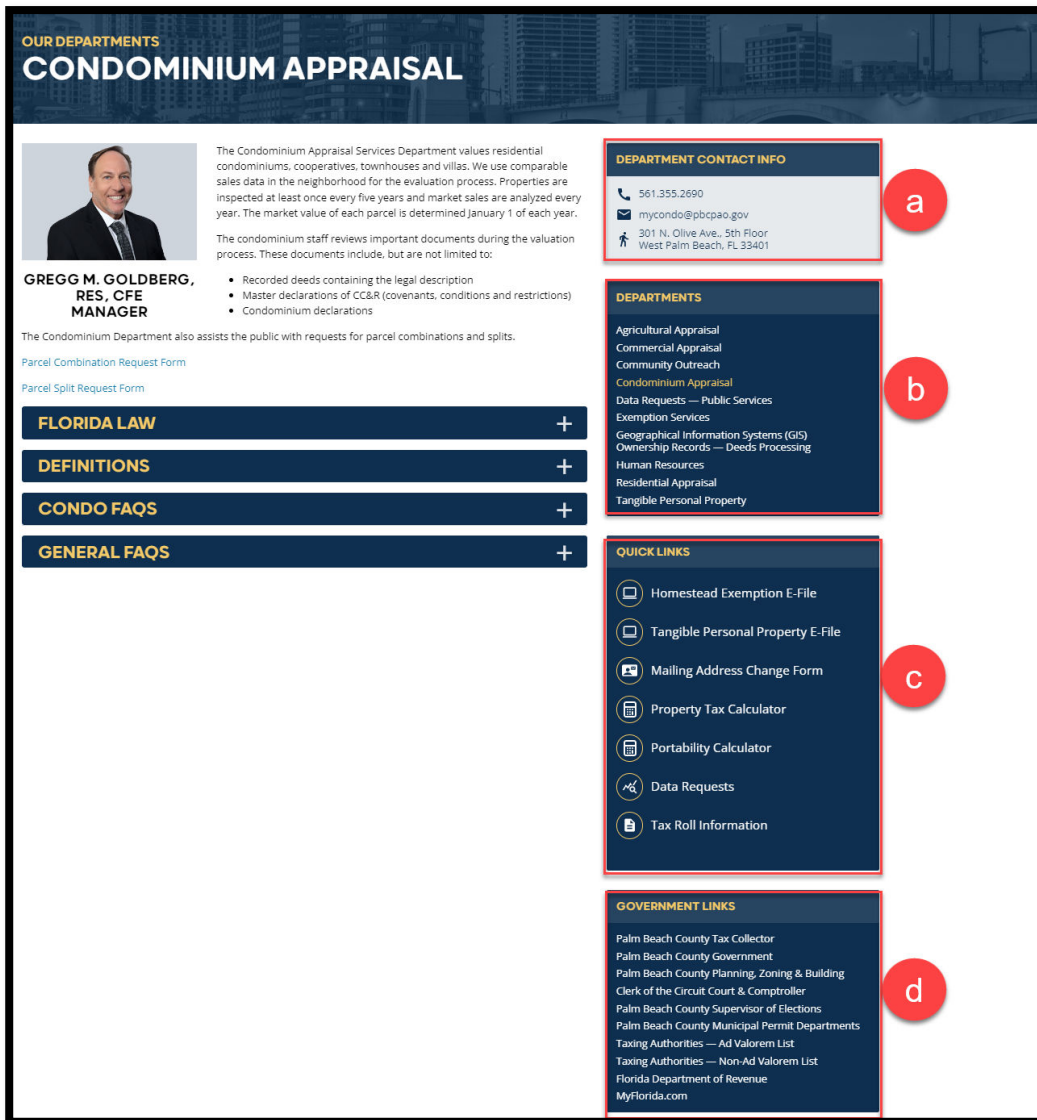 OUR DEPARTMENTS
CONDOMINIUM APPRAISAL
The Condominium Appraisal Services Department values residential
condominiums, cooperatives, townhouses and villas. We use comparable
sales data in the neighborhood for the evaluation process. Properties are
inspected at least once every five years and market sales are analyzed every
year. The market value of each parcel is determined January 1 of each year.
The condominium staff reviews important documents during the valuation
process. These documents include, but are not limited to:
• Recorded deeds containing the legal description
• Master declarations of CC&R (covenants, conditions and restrictions)
• Condominium declarations
GREGG M. GOLDBERG,
RES, CFE
MANAGER
The Condominium Department also assists the public with requests for parcel combinations and splits.
Parcel Combination Request Form
Parcel Split Request Form
FLORIDA LAW +
DEFINITIONS +
CONDO FAQS +
GENERAL FAQS +
DEPARTMENT CONTACT INFO
561.355.2690
mycondo@pbcpao.gov
301 N. Olive Ave., 5th Floor
West Palm Beach, FL 33401
a
DEPARTMENTS
Agricultural Appraisal
Commercial Appraisal
Community Outreach
Condominium Appraisal
Data Requests — Public Services
Exemption Services
Geographical Information Systems (GIS)
Ownership Records — Deeds Processing
Human Resources
Residential Appraisal
Tangible Personal Property
b
QUICK LINKS
Homestead Exemption E-File
Tangible Personal Property E-File
Mailing Address Change Form
Property Tax Calculator
Portability Calculator
Data Requests
Tax Roll Information
c
GOVERNMENT LINKS
Palm Beach County Tax Collector
Palm Beach County Government
Palm Beach County Planning, Zoning & Building
Clerk of the Circuit Court & Comptroller
Palm Beach County Supervisor of Elections
Palm Beach County Municipal Permit Departments
Taxing Authorities — Ad Valorem List
Taxing Authorities — Non-Ad Valorem List
Florida Department of Revenue
MyFlorida.com
d